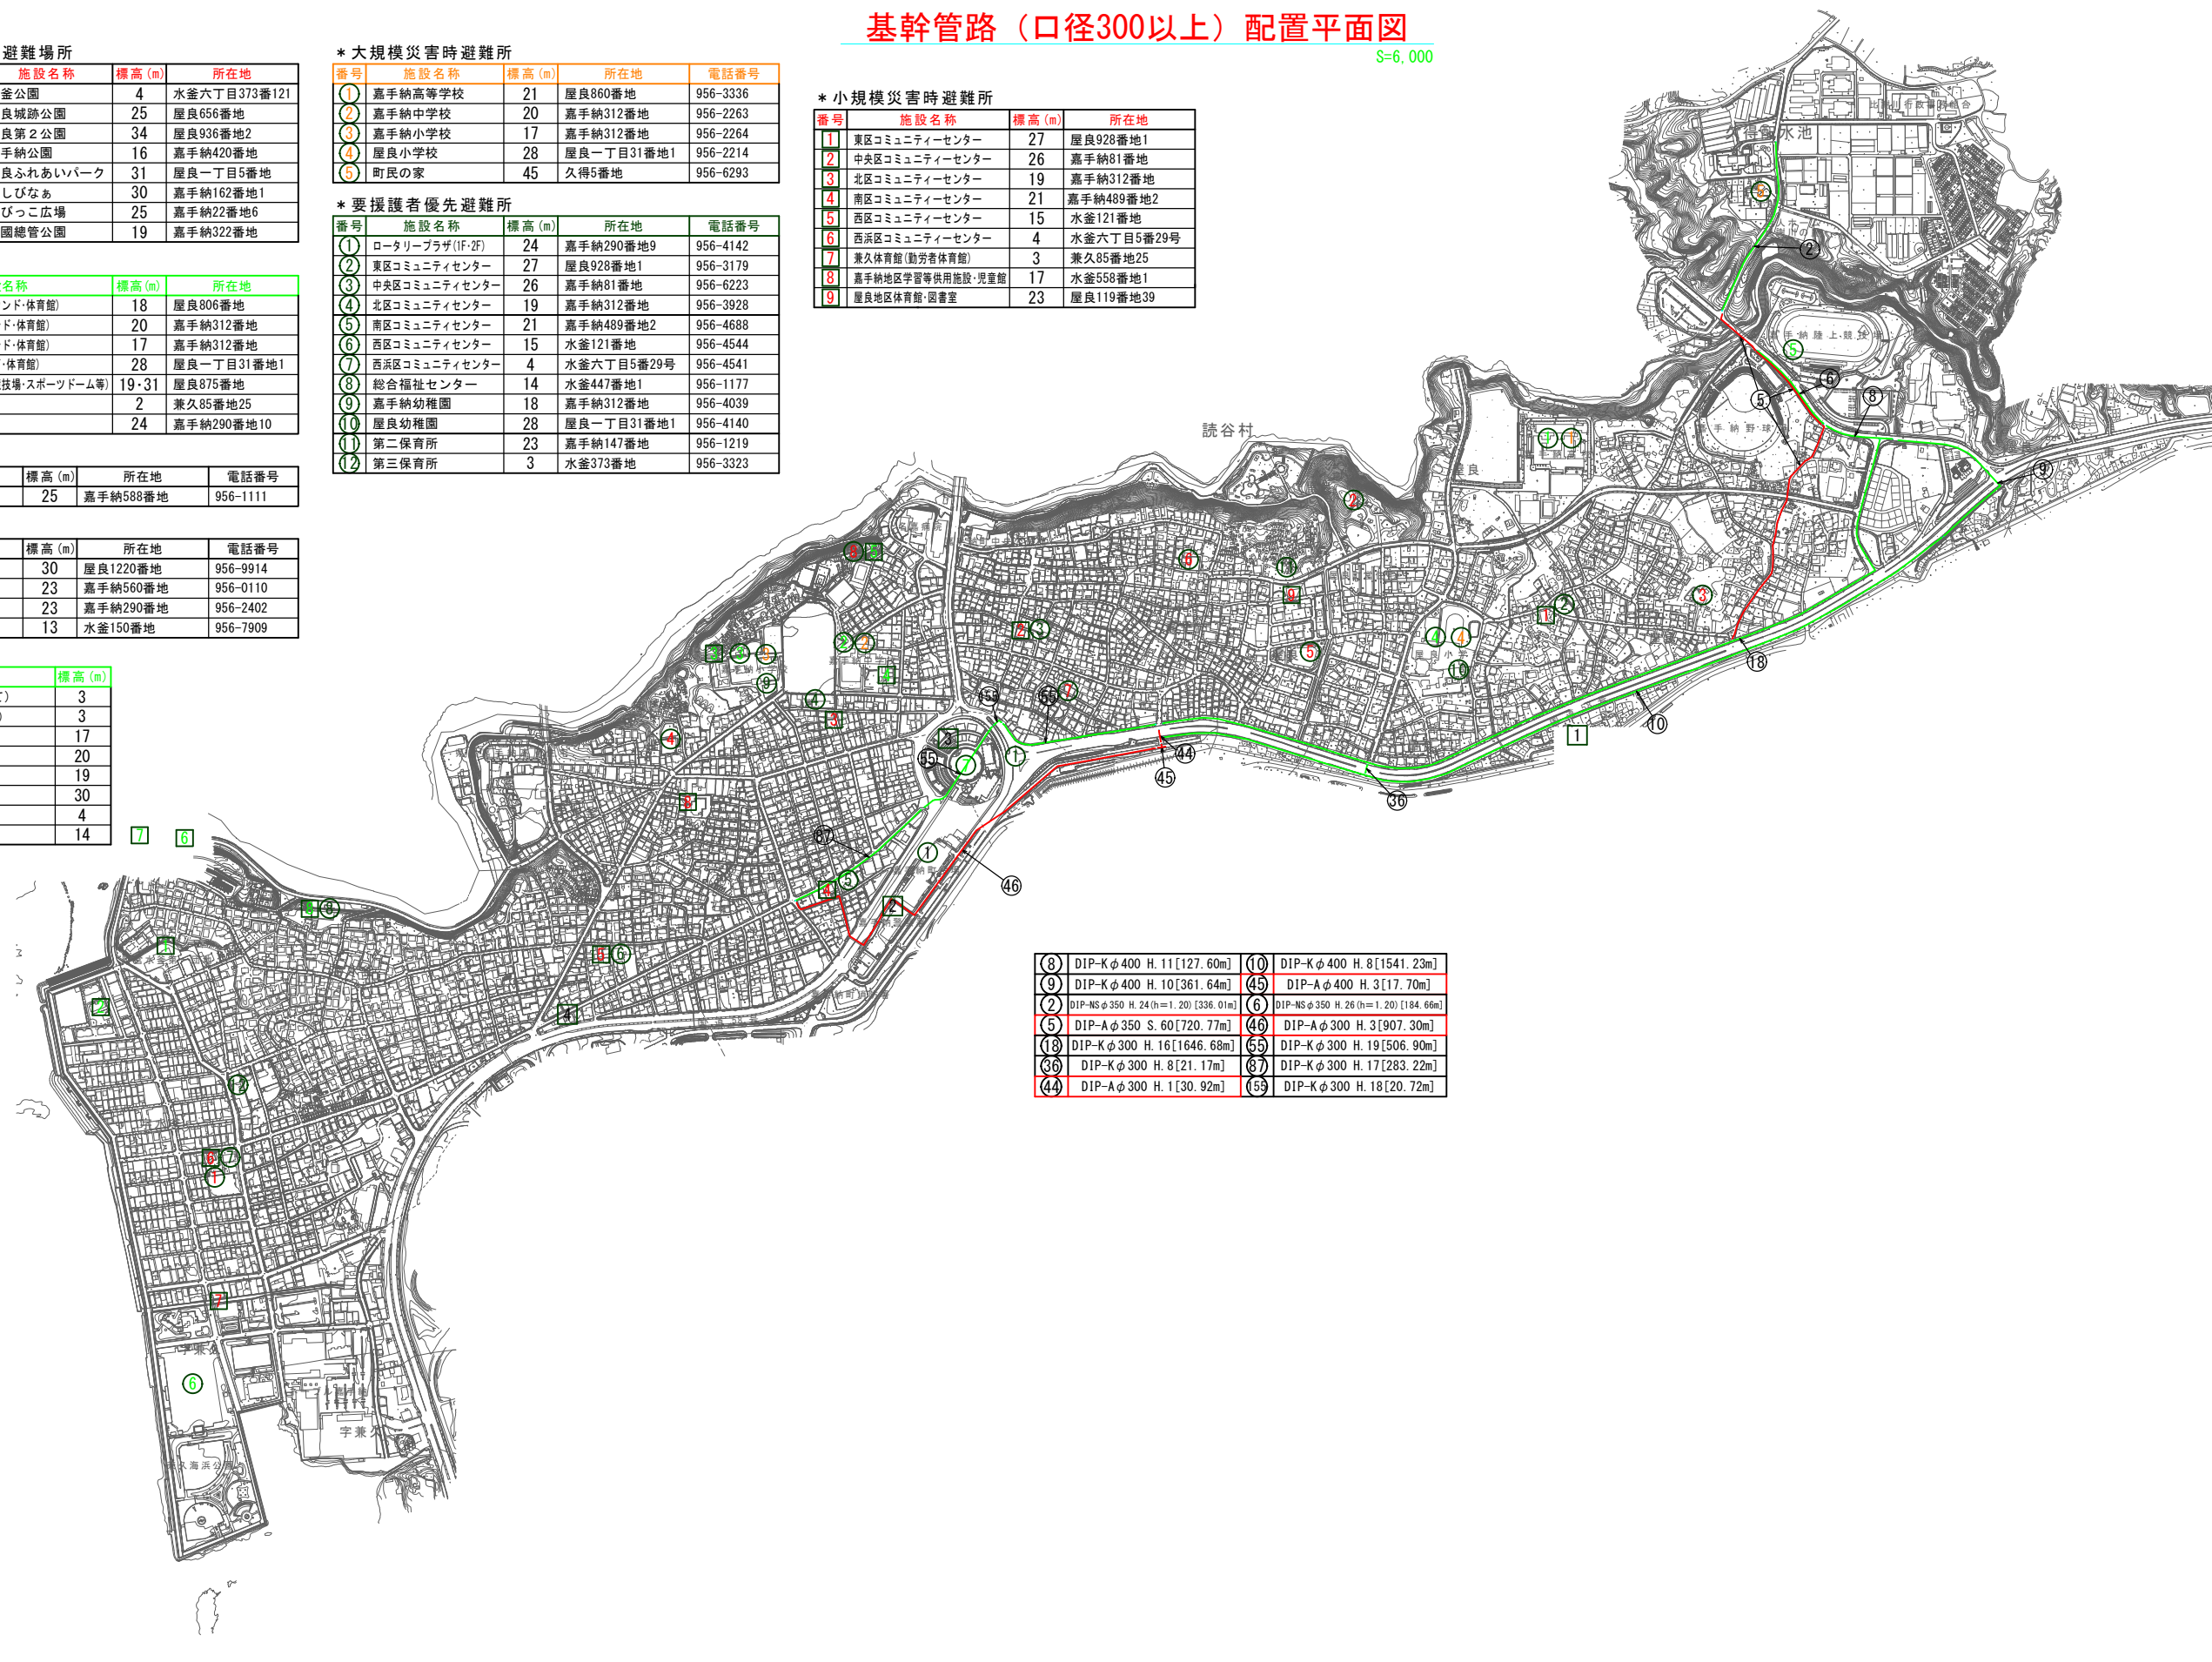 基幹管路（口径300以上）配置平面図
S=6,000
避難場所
施設名称 標高(m) 所在地
釜公園 4 水釜六丁目373番121
良城跡公園 25 屋良656番地
良第２公園 34 屋良936番地2
手納公園 16 嘉手納420番地
良ふれあいパーク 31 屋良一丁目5番地
しびなぁ 30 嘉手納162番地1
びっこ広場 25 嘉手納22番地6
國總管公園 19 嘉手納322番地
名称 標高(m) 所在地
ンド・体育館) 18 屋良806番地
ド・体育館) 20 嘉手納312番地
ド・体育館) 17 嘉手納312番地
・体育館) 28 屋良一丁目31番地1
技場・スポーツドーム等) 19・31 屋良875番地
2 兼久85番地25
24 嘉手納290番地10
標高(m) 所在地 電話番号
25 嘉手納588番地 956-1111
標高(m) 所在地 電話番号
30 屋良1220番地 956-9914
23 嘉手納560番地 956-0110
23 嘉手納290番地 956-2402
13 水釜150番地 956-7909
標高(m)
3
3
17
20
19
30
4
14
＊大規模災害時避難所
番号 施設名称 標高(m) 所在地 電話番号
1 嘉手納高等学校 21 屋良860番地 956-3336
2 嘉手納中学校 20 嘉手納312番地 956-2263
3 嘉手納小学校 17 嘉手納312番地 956-2264
4 屋良小学校 28 屋良一丁目31番地1 956-2214
5 町民の家 45 久得5番地 956-6293
＊要援護者優先避難所
番号 施設名称 標高(m) 所在地 電話番号
1 ロータリープラザ(1F･2F) 24 嘉手納290番地9 956-4142
2 東区コミュニティセンター 27 屋良928番地1 956-3179
3 中央区コミュニティセンター 26 嘉手納81番地 956-6223
4 北区コミュニティセンター 19 嘉手納312番地 956-3928
5 南区コミュニティセンター 21 嘉手納489番地2 956-4688
6 西区コミュニティセンター 15 水釜121番地 956-4544
7 西浜区コミュニティセンター 4 水釜六丁目5番29号 956-4541
8 総合福祉センター 14 水釜447番地1 956-1177
9 嘉手納幼稚園 18 嘉手納312番地 956-4039
10 屋良幼稚園 28 屋良一丁目31番地1 956-4140
11 第二保育所 23 嘉手納147番地 956-1219
12 第三保育所 3 水釜373番地 956-3323
＊小規模災害時避難所
番号 施設名称 標高(m) 所在地
1 東区コミュニティーセンター 27 屋良928番地1
2 中央区コミュニティーセンター 26 嘉手納81番地
3 北区コミュニティーセンター 19 嘉手納312番地
4 南区コミュニティーセンター 21 嘉手納489番地2
5 西区コミュニティーセンター 15 水釜121番地
6 西浜区コミュニティーセンター 4 水釜六丁目5番29号
7 兼久体育館(勤労者体育館) 3 兼久85番地25
8 嘉手納地区学習等供用施設･児童館 17 水釜558番地1
9 屋良地区体育館･図書室 23 屋良119番地39
読谷村
屋良
嘉手納陸上競技場
字兼久
8 DIP-Kφ400 H.11[127.60m] 10 DIP-Kφ400 H.8[1541.23m]
9 DIP-Kφ400 H.10[361.64m] 45 DIP-Aφ400 H.3[17.70m]
2 DIP-NSφ350 H.24(h=1.20)[336.01m] 6 DIP-NSφ350 H.26(h=1.20)[184.66m]
5 DIP-Aφ350 S.60[720.77m] 46 DIP-Aφ300 H.3[907.30m]
18 DIP-Kφ300 H.16[1646.68m] 55 DIP-Kφ300 H.19[506.90m]
36 DIP-Kφ300 H.8[21.17m] 87 DIP-Kφ300 H.17[283.22m]
44 DIP-Aφ300 H.1[30.92m] 155 DIP-Kφ300 H.18[20.72m]